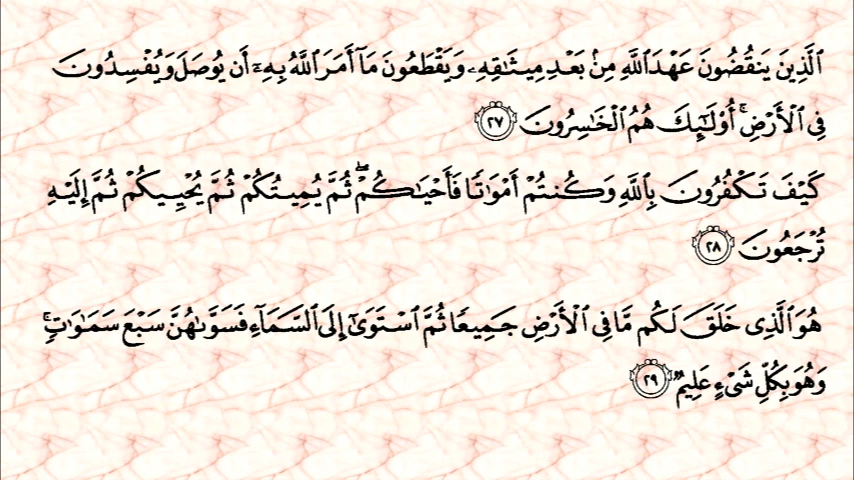 ٱلَّذِينَ يَنقُضُونَ عَهْدَ ٱللَّهِ مِنۢ بَعْدِ مِيثَٰقِهِۦ وَيَقْطَعُونَ مَآ أَمَرَ ٱللَّهُ بِهِۦٓ أَن يُوصَلَ وَيُفْسِدُونَ
فِى ٱلْأَرْضِ ۚ أُو۟لَٰٓئِكَ هُمُ ٱلْخَٰسِرُونَ ٢٧
كَيْفَ تَكْفُرُونَ بِٱللَّهِ وَكُنتُمْ أَمْوَٰتًا فَأَحْيَٰكُمْ ۖ ثُمَّ يُمِيتُكُمْ ثُمَّ يُحْيِيكُمْ ثُمَّ إِلَيْهِ
تُرْجَعُونَ ٢٨
هُوَ ٱلَّذِى خَلَقَ لَكُم مَّا فِى ٱلْأَرْضِ جَمِيعًا ثُمَّ ٱسْتَوَىٰٓ إِلَى ٱلسَّمَآءِ فَسَوَّىٰهُنَّ سَبْعَ سَمَٰوَٰتٍ ۚ
وَهُوَ بِكُلِّ شَىْءٍ عَلِيمٌ ٢٩